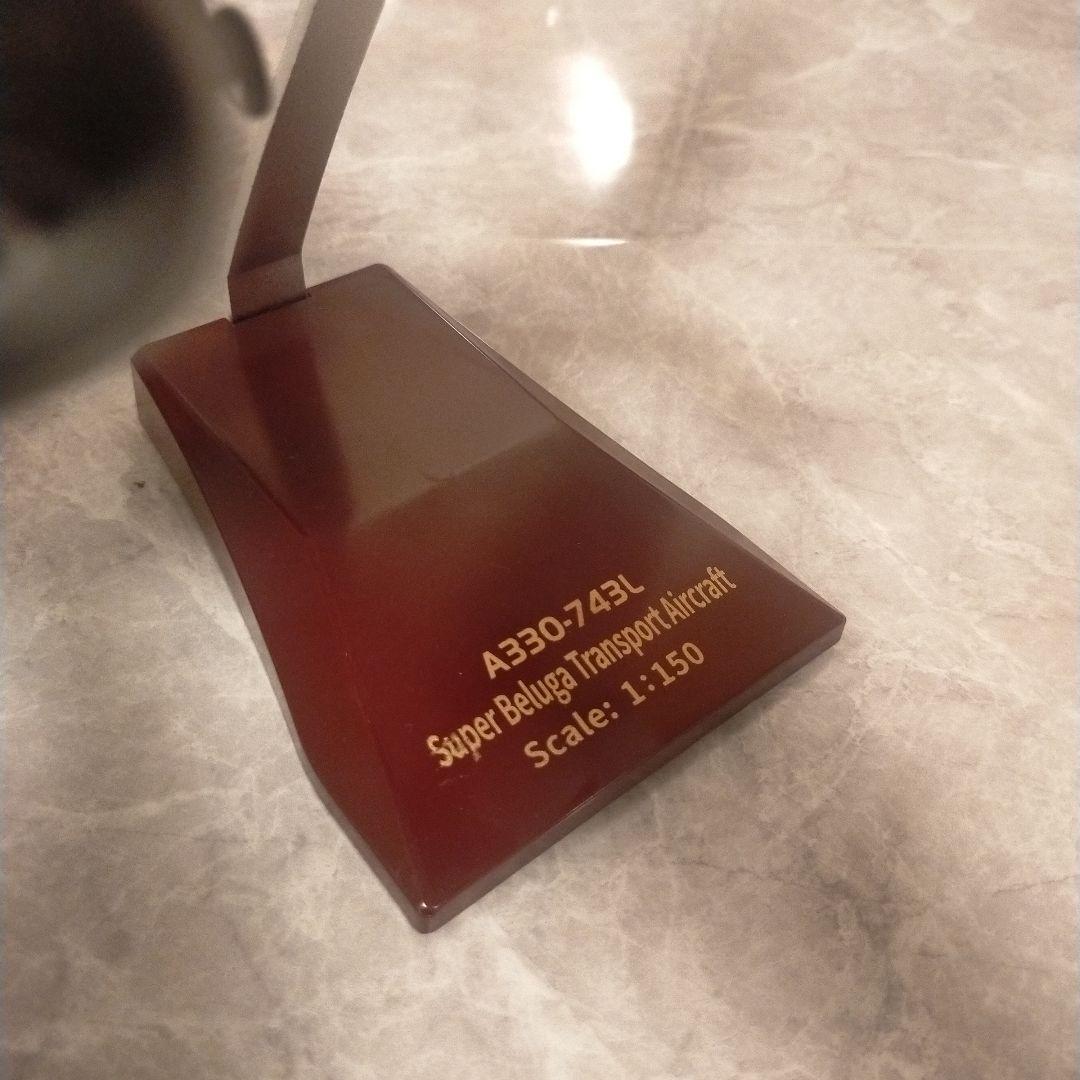 A330-743L
Super Beluga Transport Aircraft
Scale: 1:150